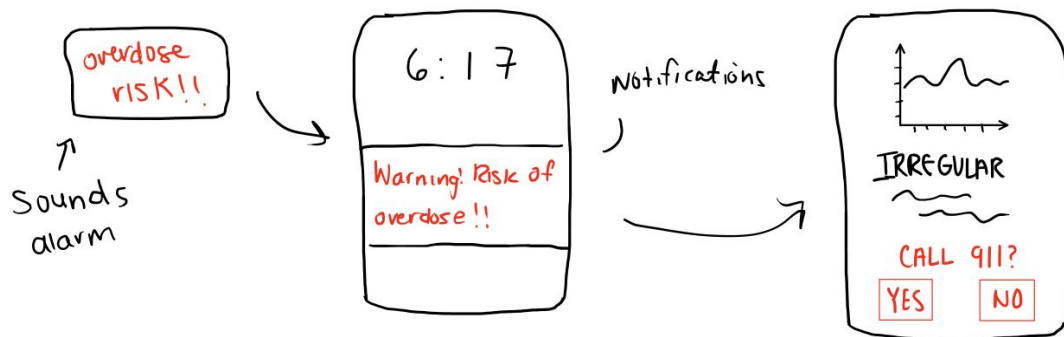 overdose
risk!!
Sounds
alarm
6:17
Warning! Risk of
overdose!!
Notifications
IRREGULAR
CALL 911?
YES NO